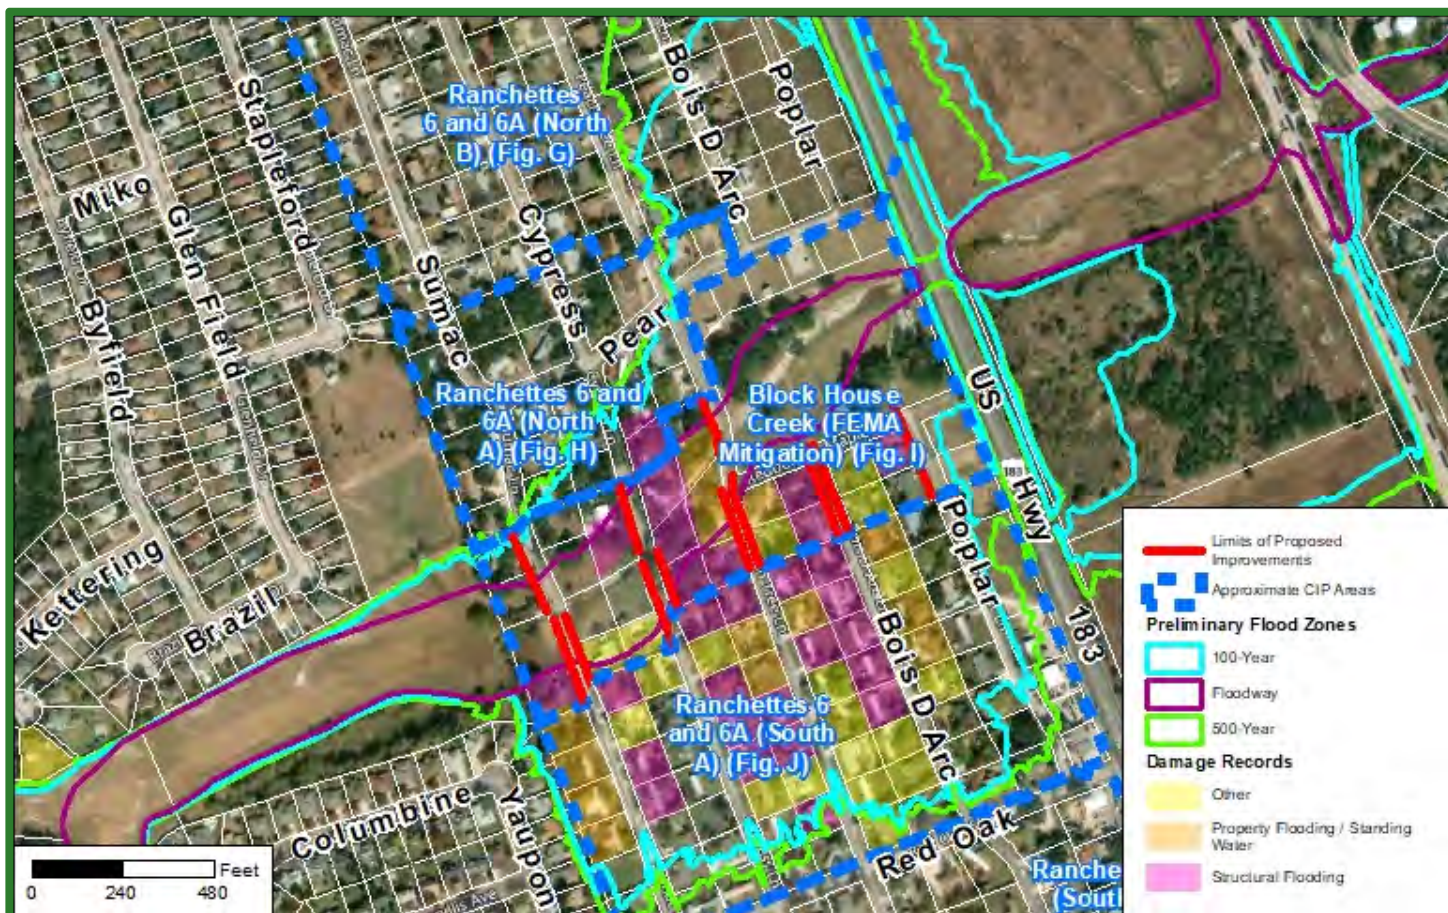 Ranchettes
6 and 6A (North
B) (Fig. G)
Bois D Arc
Poplar
Stapleford
Miko
Glen Field
Byfield
Sumac
Cypress
Pear
Ranchettes 6 and
6A (North
A) (Fig. H)
Block House
Creek (FEMA
Mitigation) (Fig. I)
US
Hwy
183
183
Poplar
Kettering
Brazil
Bois D Arc
Ranchettes 6
and 6A (South
A) (Fig. J)
Columbine
Yaupon
Red Oak
Ranche
(Soutl
Feet
0 240 480
Limits of Proposed
Improvements
Approximate CIP Areas
Preliminary Flood Zones
100-Year
Floodway
500-Year
Damage Records
Other
Property Flooding / Standing
Water
Structural Flooding